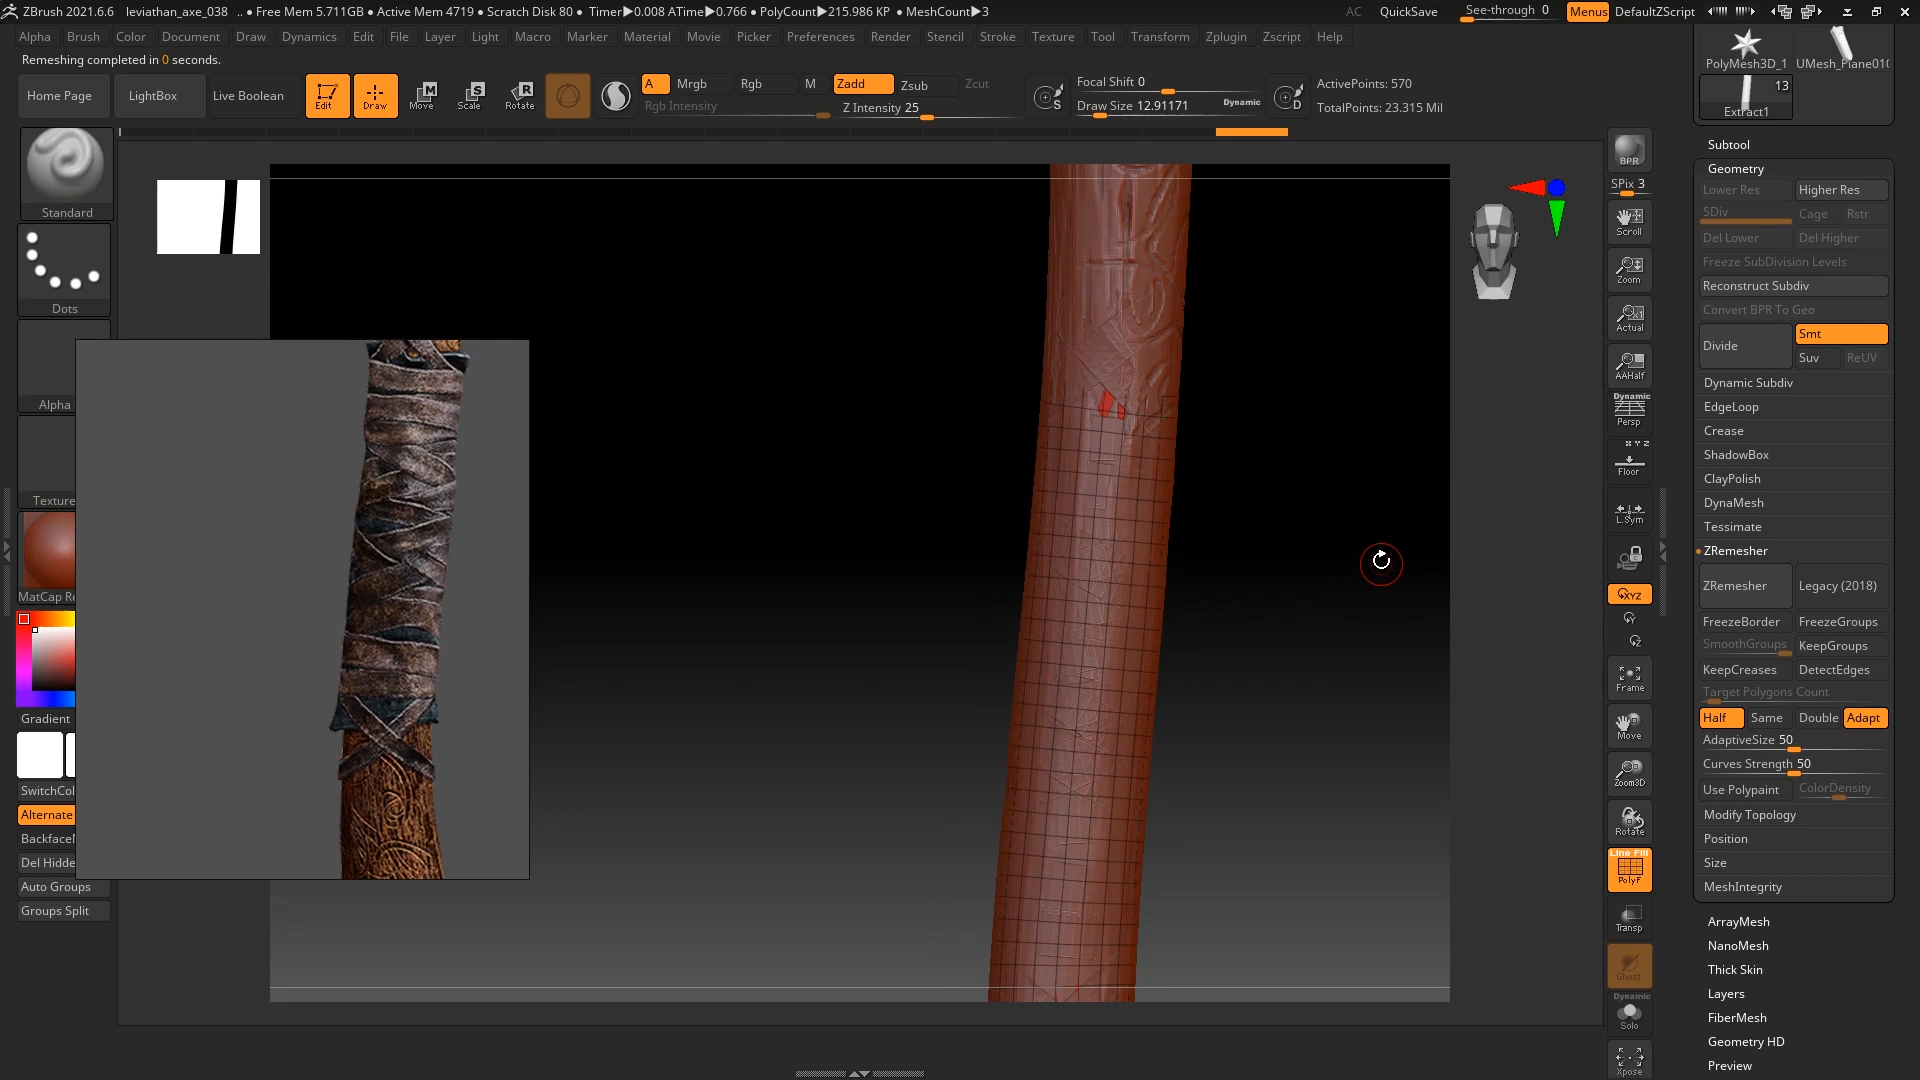 ZBrush 2021.6.6 leviathan_axe_038 .. • Free Mem 5.711GB • Active Mem 4719 • Scratch Disk 80 • Timer▶0.008 ATime▶0.766 • PolyCount▶215.986 KP • MeshCount▶3 AC QuickSave See-through 0 Menus DefaultZScript
Alpha Brush Color Document Draw Dynamics Edit File Layer Light Macro Marker Material Movie Picker Preferences Render Stencil Stroke Texture Tool Transform Zplugin Zscript Help
Remeshing completed in 0 seconds.
Home Page LightBox Live Boolean Edit Draw Move Scale Rotate
A Mrgb Rgb M Zadd Zsub Zcut
Rgb Intensity Z Intensity 25
Focal Shift 0
Draw Size 12.91171 Dynamic
S D
ActivePoints: 570
TotalPoints: 23.315 Mil
Standard
Dots
Alpha
Texture
MatCap Re
Gradient
SwitchCol
Alternate
Backface
Del Hidde
Auto Groups
Groups Split
BPR
SPix 3
Scroll
Zoom
Actual
AAHalf
Dynamic
Persp
X Y Z
Floor
L.Sym
XYZ
Y
Z
Frame
Move
Zoom3D
Rotate
Line Fill
PolyF
Transp
Ghost
Dynamic
Solo
Xpose
PolyMesh3D_1 UMesh_Plane010
13
Extract1
Subtool
Geometry
Lower Res Higher Res
SDiv Cage Rstr
Del Lower Del Higher
Freeze SubDivision Levels
Reconstruct Subdiv
Convert BPR To Geo
Divide Smt
Suv ReUV
Dynamic Subdiv
EdgeLoop
Crease
ShadowBox
ClayPolish
DynaMesh
Tessimate
ZRemesher
ZRemesher Legacy (2018)
FreezeBorder FreezeGroups
SmoothGroups KeepGroups
KeepCreases DetectEdges
Target Polygons Count
Half Same Double Adapt
AdaptiveSize 50
Curves Strength 50
Use Polypaint ColorDensity
Modify Topology
Position
Size
MeshIntegrity
ArrayMesh
NanoMesh
Thick Skin
Layers
FiberMesh
Geometry HD
Preview